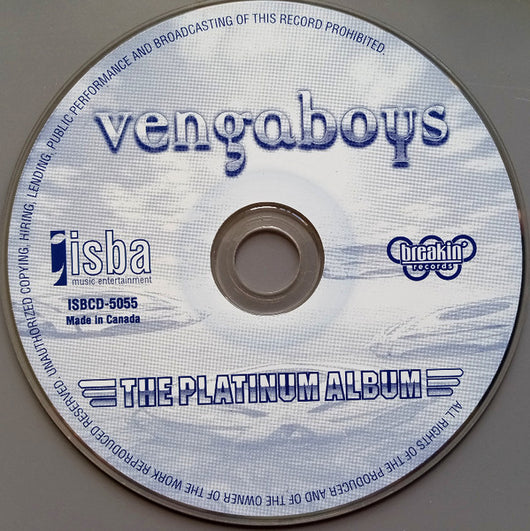 ALL RIGHTS OF THE PRODUCER AND OF THE OWNER OF THE WORK REPRODUCED RESERVED. UNAUTHORIZED COPYING, HIRING, LENDING, PUBLIC PERFORMANCE AND BROADCASTING OF THIS RECORD PROHIBITED.
vengaboys
isba
music entertainment
ISBCD-5055
Made in Canada
breakin'
records
THE PLATINUM ALBUM